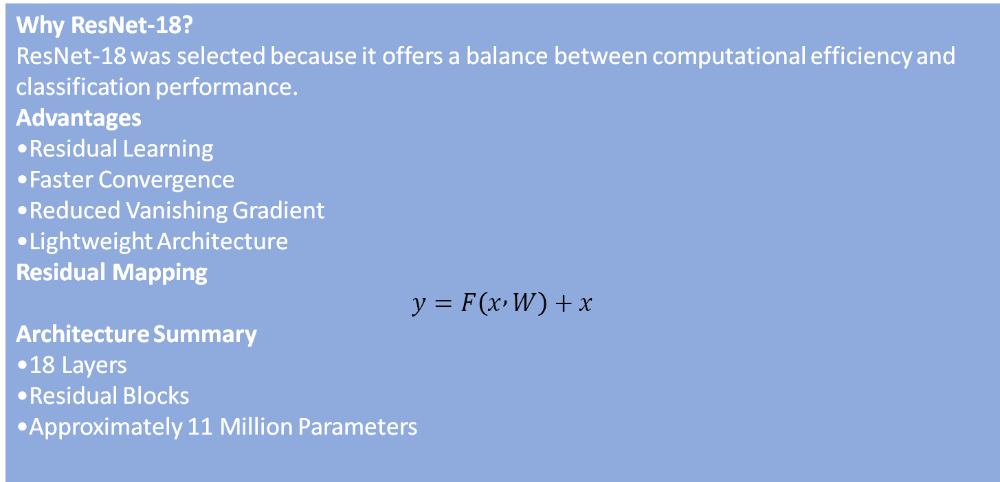 Why ResNet-18?
ResNet-18 was selected because it offers a balance between computational efficiency and
classification performance.
Advantages
•Residual Learning
•Faster Convergence
•Reduced Vanishing Gradient
•Lightweight Architecture
Residual Mapping
y = F(x, W) + x
Architecture Summary
•18 Layers
•Residual Blocks
•Approximately 11 Million Parameters